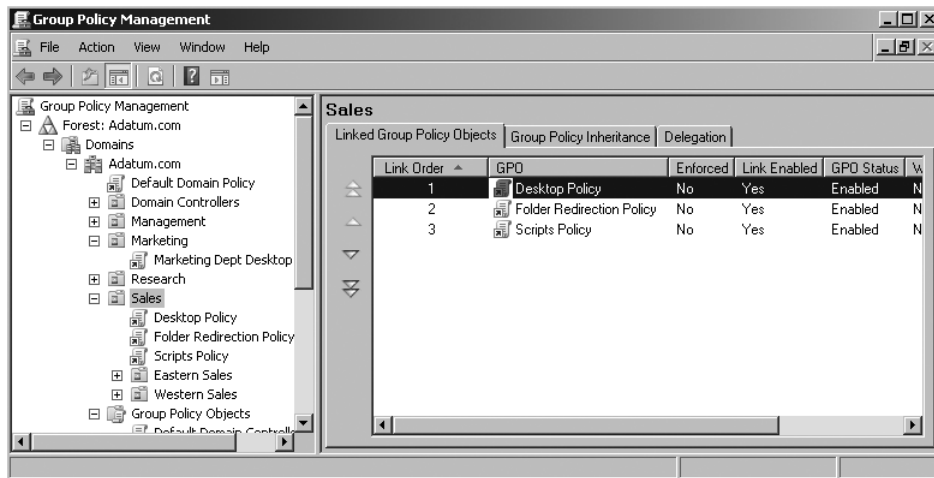 Group Policy Management
File Action View Window Help
Group Policy Management
Forest: Adatum.com
Domains
Adatum.com
Default Domain Policy
Domain Controllers
Management
Marketing
Marketing Dept Desktop
Research
Sales
Desktop Policy
Folder Redirection Policy
Scripts Policy
Eastern Sales
Western Sales
Group Policy Objects
Default Domain Controlle
Sales
Linked Group Policy Objects Group Policy Inheritance Delegation
Link Order GPO Enforced Link Enabled GPO Status W
1 Desktop Policy No Yes Enabled N
2 Folder Redirection Policy No Yes Enabled N
3 Scripts Policy No Yes Enabled N